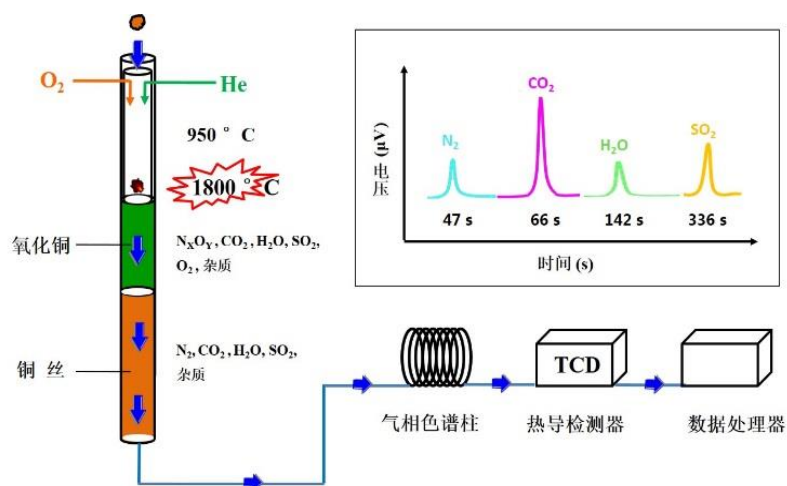 O₂
He
950 ° C
1800 ° C
氧化铜
NXOY, CO₂, H₂O, SO₂,
O₂, 杂质
铜 丝
N₂, CO₂, H₂O, SO₂,
杂质
电压 (μV)
N₂
CO₂
H₂O
SO₂
47 s
66 s
142 s
336 s
时间 (s)
TCD
气相色谱柱
热导检测器
数据处理器